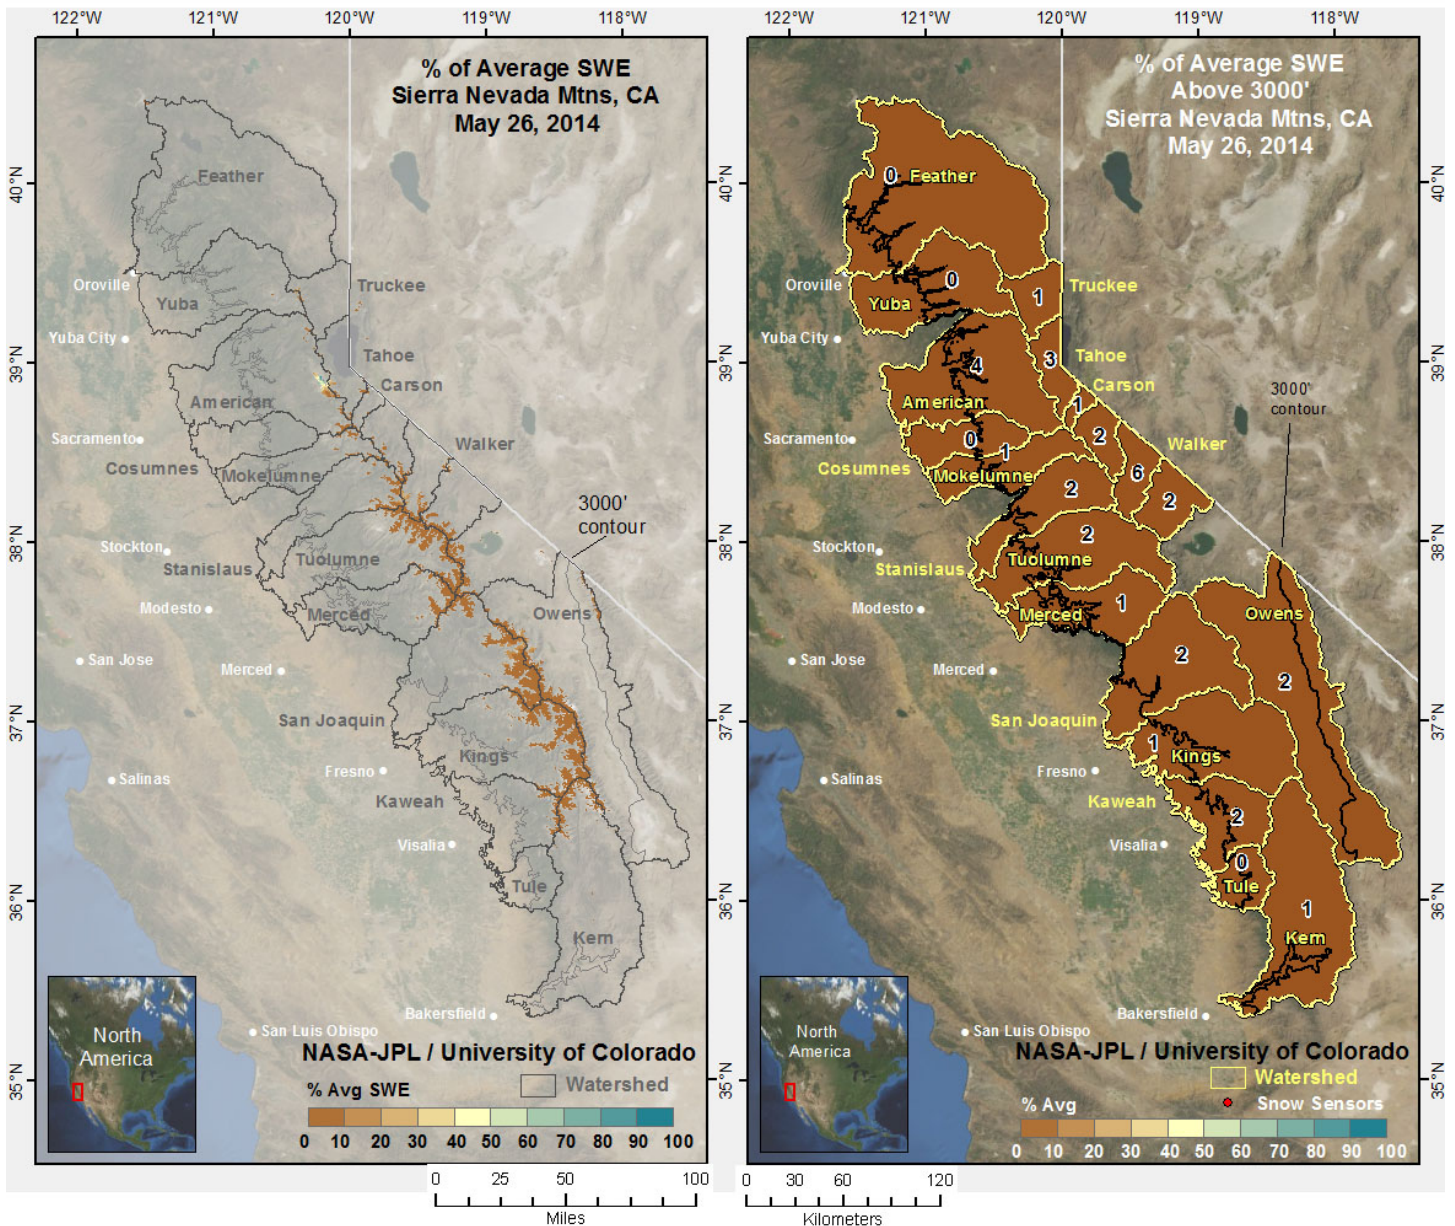 122°W 121°W 120°W 119°W 118°W
% of Average SWE
Sierra Nevada Mtns, CA
May 26, 2014
40°N
39°N
38°N
37°N
36°N
35°N
Feather
Oroville
Yuba
Truckee
Yuba City
Tahoe
Carson
American
Sacramento
Walker
Cosumnes
Mokelumne
3000'
contour
Stockton
Stanislaus
Tuolumne
Modesto
Merced
Owens
San Jose
Merced
San Joaquin
Kings
Salinas
Fresno
Kaweah
Visalia
Tule
Kern
Bakersfield
San Luis Obispo
North
America
NASA-JPL / University of Colorado
% Avg SWE
Watershed
0 10 20 30 40 50 60 70 80 90 100
0 25 50 100
Miles
122°W 121°W 120°W 119°W 118°W
% of Average SWE
Above 3000'
Sierra Nevada Mtns, CA
May 26, 2014
40°N
39°N
38°N
37°N
36°N
35°N
0
Feather
Oroville
0
Yuba
1
Truckee
Yuba City
3
Tahoe
4
Carson
3000'
contour
American
1
Sacramento
0
1
2
Walker
Cosumnes
Mokelumne
6
2
2
2
Stockton
Stanislaus
Tuolumne
Modesto
1
Merced
Owens
San Jose
Merced
2
2
San Joaquin
1
Kings
Salinas
Fresno
Kaweah
2
Visalia
0
Tule
1
Kern
Bakersfield
San Luis Obispo
North
America
NASA-JPL / University of Colorado
Watershed
% Avg
Snow Sensors
0 10 20 30 40 50 60 70 80 90 100
0 30 60 120
Kilometers